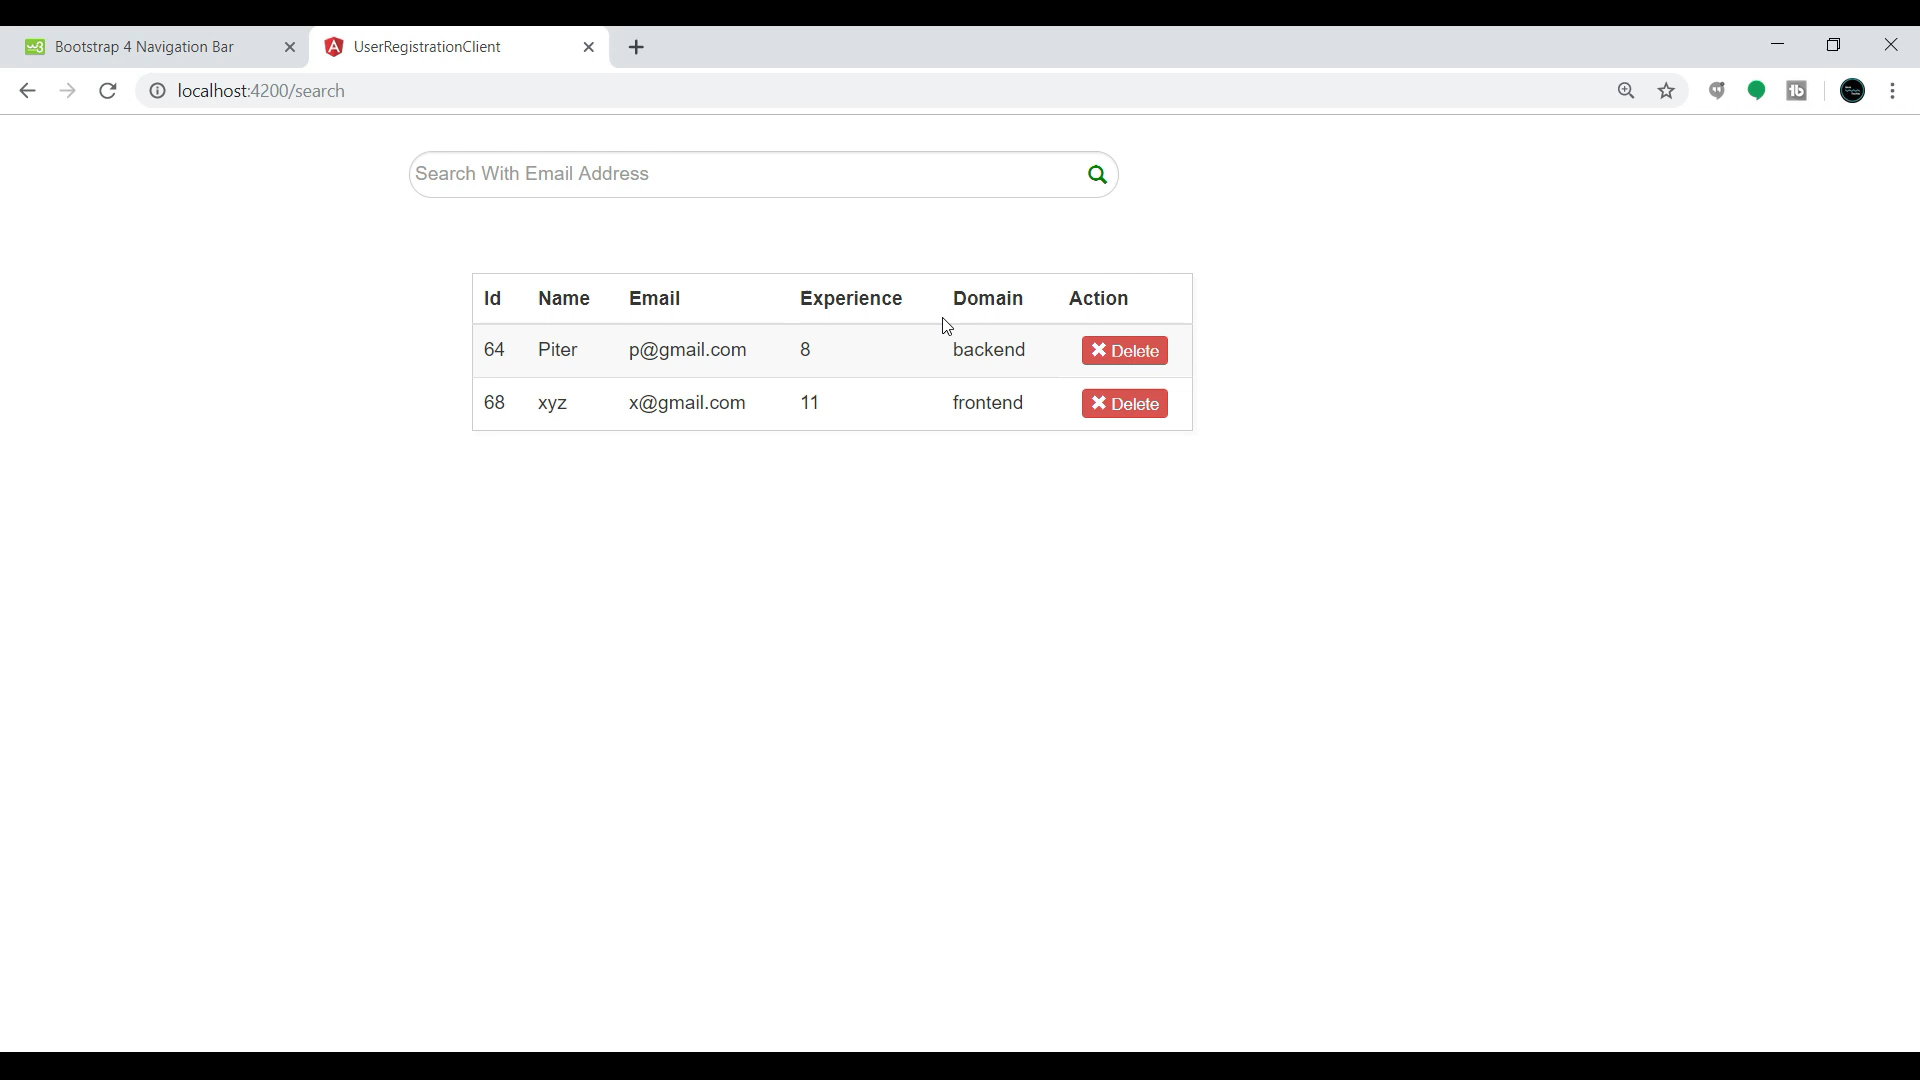 Bootstrap 4 Navigation Bar UserRegistrationClient
localhost:4200/search
Search With Email Address
Id Name Email Experience Domain Action
64 Piter p@gmail.com 8 backend Delete
68 xyz x@gmail.com 11 frontend Delete